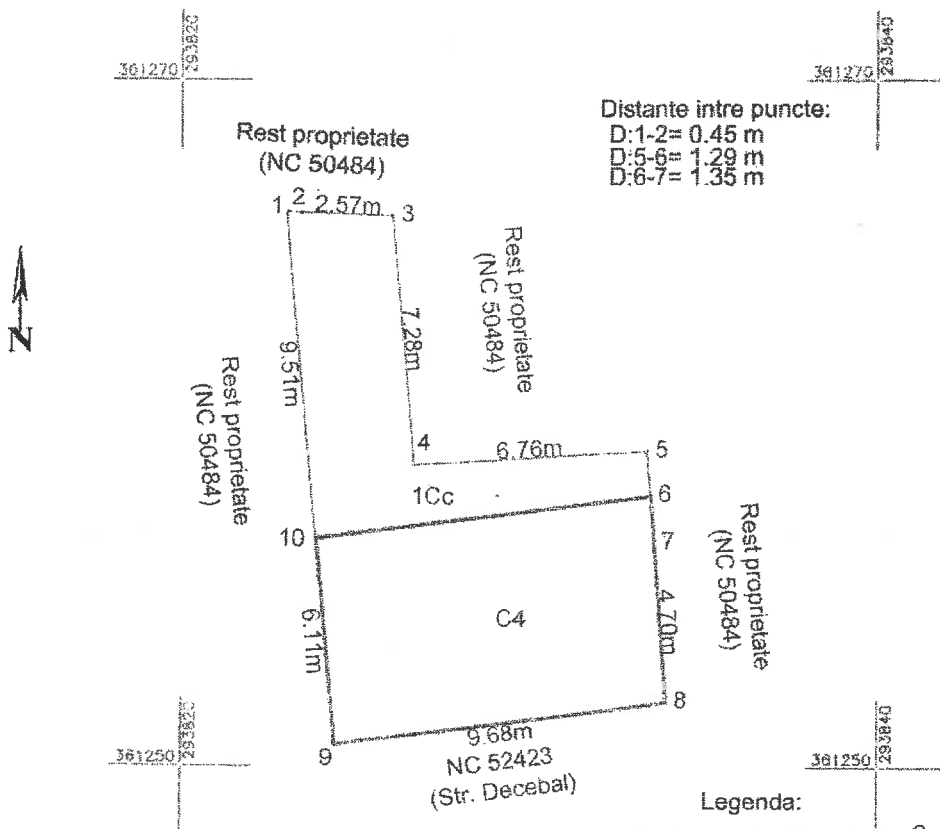 293820
361270
293840
361270
Distante intre puncte:
D:1-2= 0.45 m
D:5-6= 1.29 m
D:6-7= 1.35 m
Rest proprietate
(NC 50484)
1
2
2.57m
3
Rest proprietate
(NC 50484)
7.28m
N
9.51m
Rest proprietate
(NC 50484)
4
6.76m
5
1Cc
6
10
7
Rest proprietate
(NC 50484)
C4
4.70m
6.11m
8
9.68m
9
NC 52423
(Str. Decebal)
293820
361250
293840
361250
Legenda: